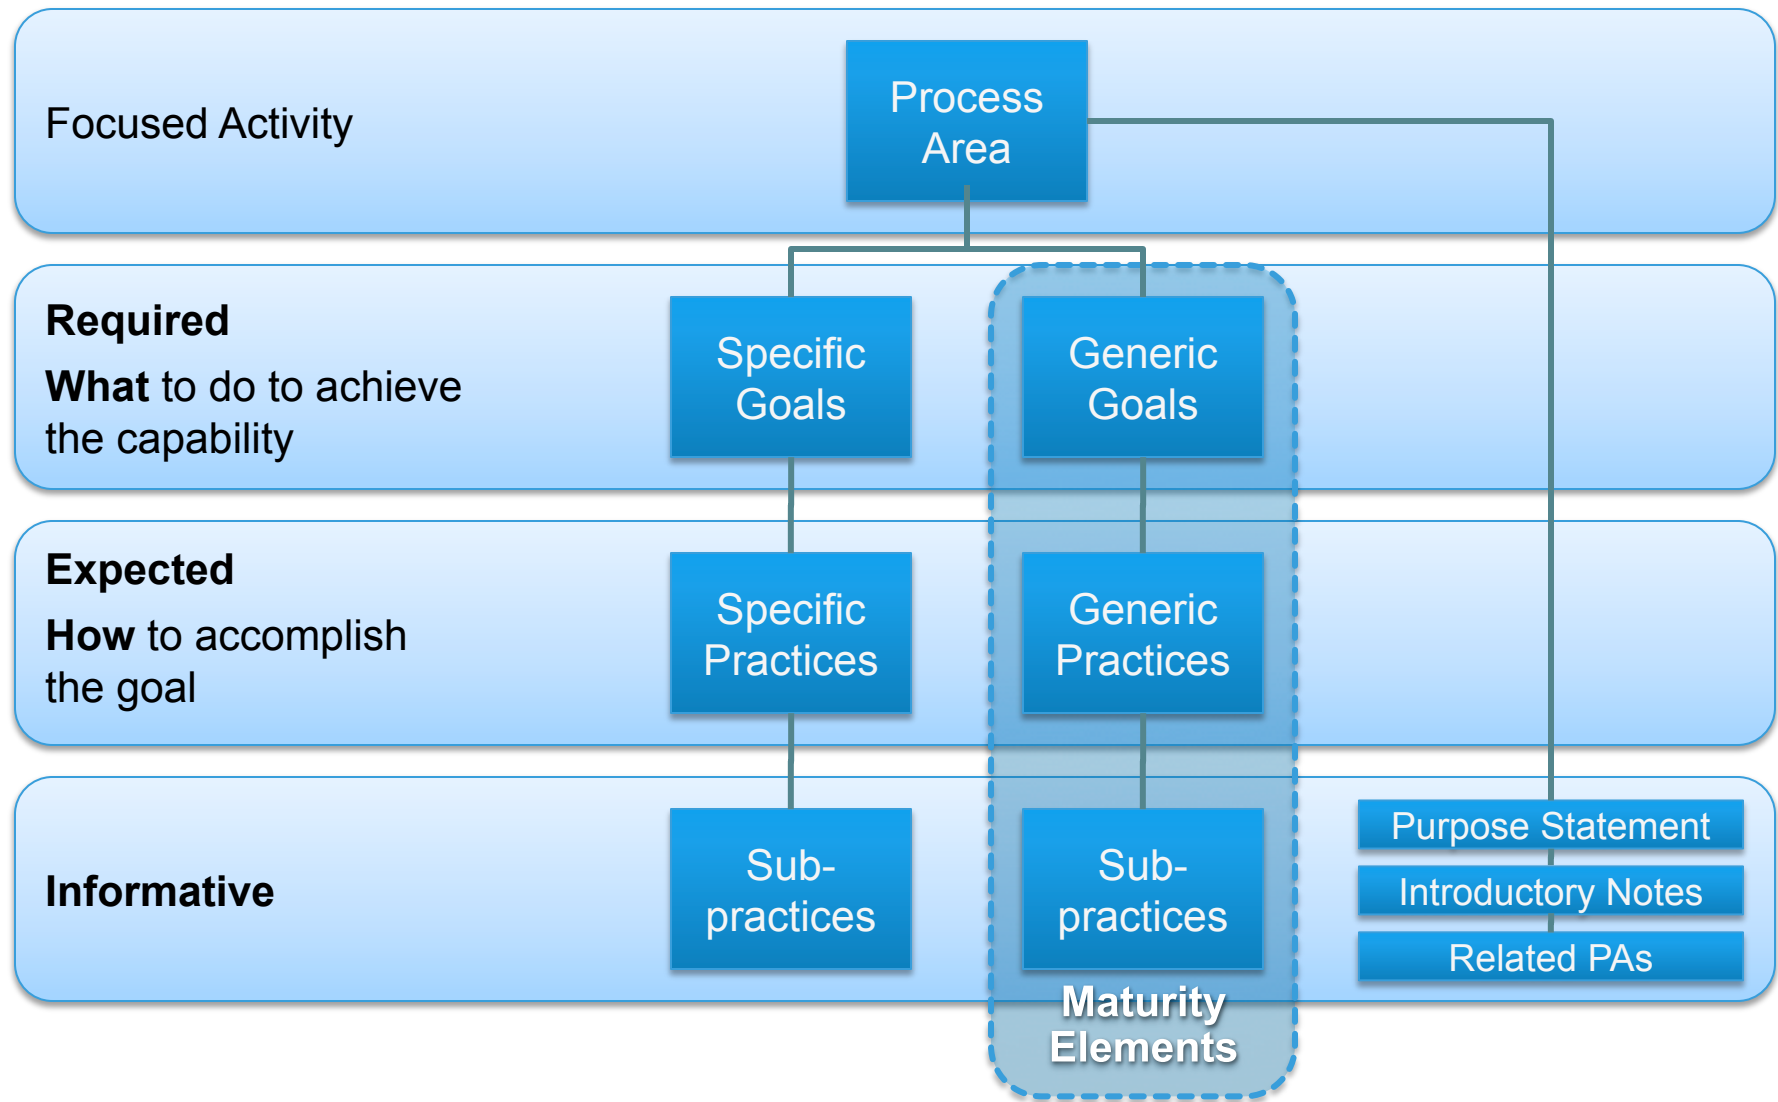 Focused Activity
Process
Area
Required
What to do to achieve
the capability
Specific
Goals
Generic
Goals
Expected
How to accomplish
the goal
Specific
Practices
Generic
Practices
Informative
Sub-
practices
Sub-
practices
Purpose Statement
Introductory Notes
Related PAs
Maturity
Elements